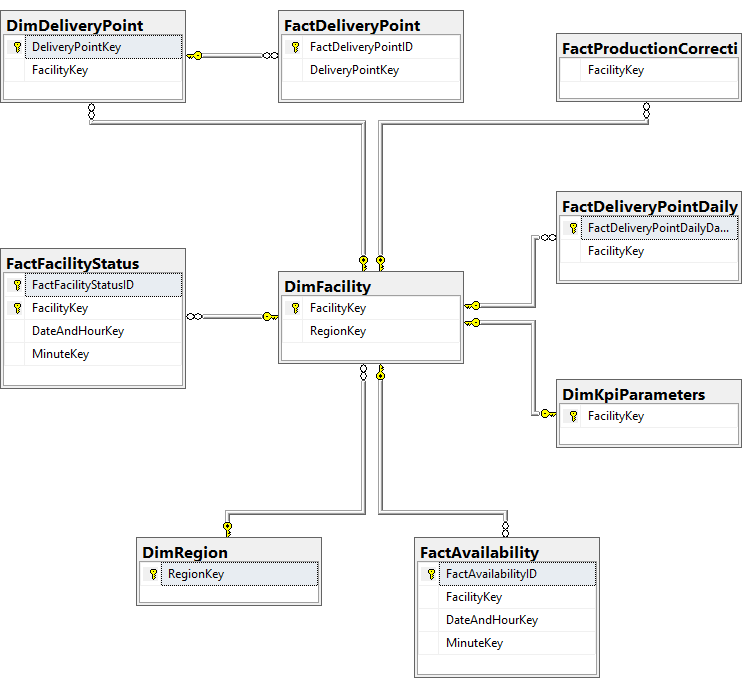 DimDeliveryPoint
DeliveryPointKey
FacilityKey
FactDeliveryPoint
FactDeliveryPointID
DeliveryPointKey
FactProductionCorrecti
FacilityKey
FactDeliveryPointDaily
FactDeliveryPointDailyDa...
FacilityKey
FactFacilityStatus
FactFacilityStatusID
FacilityKey
DateAndHourKey
MinuteKey
DimFacility
FacilityKey
RegionKey
DimKpiParameters
FacilityKey
DimRegion
RegionKey
FactAvailability
FactAvailabilityID
FacilityKey
DateAndHourKey
MinuteKey